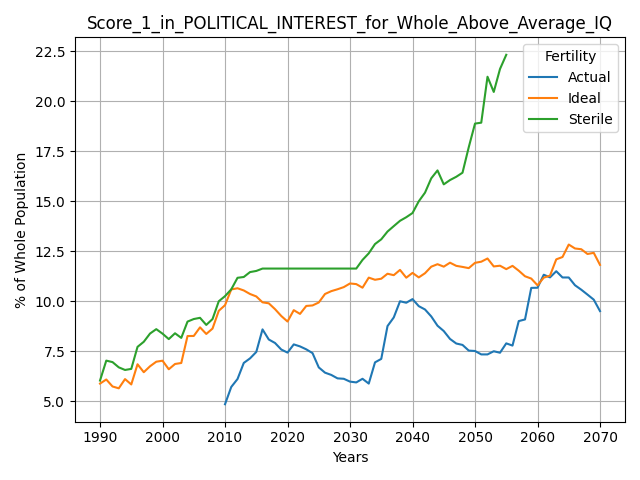 Score_1_in_POLITICAL_INTEREST_for_Whole_Above_Average_IQ
Fertility
Actual
Ideal
Sterile
% of Whole Population
22.5
20.0
17.5
15.0
12.5
10.0
7.5
5.0
1990 2000 2010 2020 2030 2040 2050 2060 2070
Years